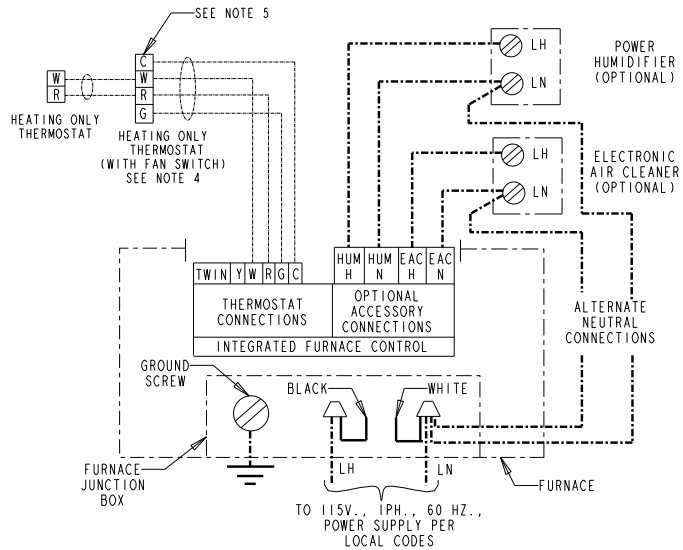 SEE NOTE 5
C
W
R
G
W
R
HEATING ONLY
THERMOSTAT
HEATING ONLY
THERMOSTAT
(WITH FAN SWITCH)
SEE NOTE 4
LH
LN
POWER
HUMIDIFIER
(OPTIONAL)
LH
LN
ELECTRONIC
AIR CLEANER
(OPTIONAL)
TWIN Y W R G C
HUM HUM EAC EAC
H N H N
THERMOSTAT
CONNECTIONS
OPTIONAL
ACCESSORY
CONNECTIONS
INTEGRATED FURNACE CONTROL
ALTERNATE
NEUTRAL
CONNECTIONS
GROUND
SCREW
BLACK
WHITE
FURNACE
JUNCTION
BOX
LH
LN
FURNACE
TO 115V., 1PH., 60 HZ.,
POWER SUPPLY PER
LOCAL CODES